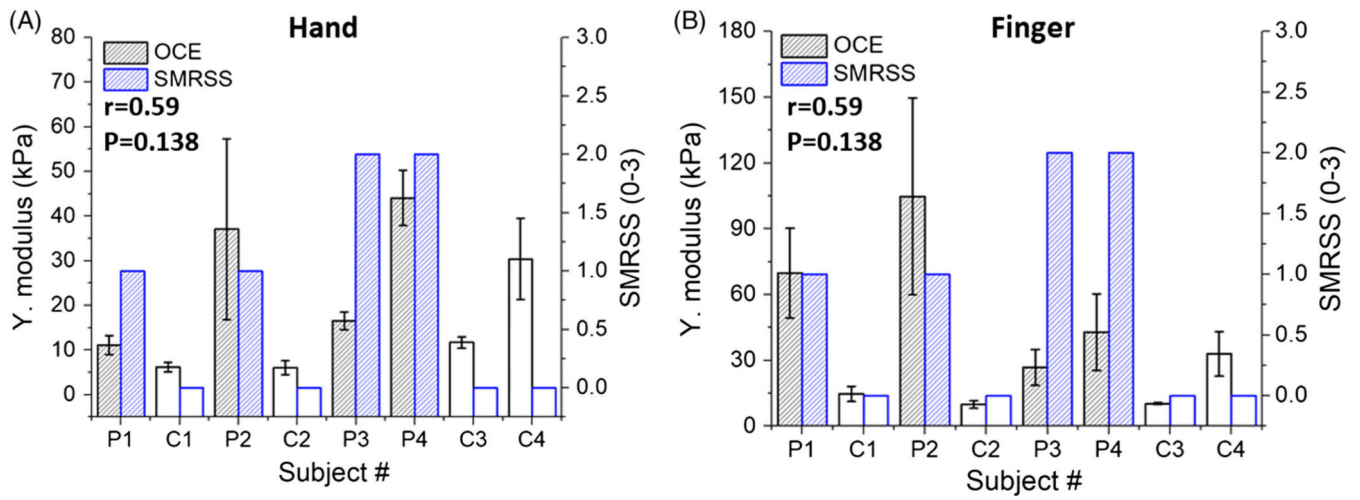 (A)
Hand
OCE
SMRSS
r=0.59
P=0.138
Y. modulus (kPa)
80
70
60
50
40
30
20
10
0
3.0
2.5
2.0
1.5
1.0
0.5
0.0
SMRSS (0-3)
P1 C1 P2 C2 P3 P4 C3 C4
Subject #
(B)
Finger
OCE
SMRSS
r=0.59
P=0.138
Y. modulus (kPa)
180
150
120
90
60
30
0
3.0
2.5
2.0
1.5
1.0
0.5
0.0
SMRSS (0-3)
P1 C1 P2 C2 P3 P4 C3 C4
Subject #